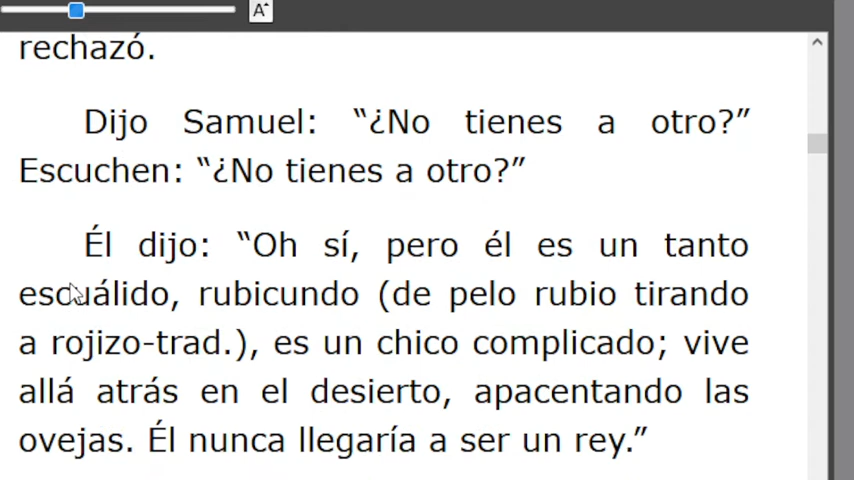 A
rechazó.
Dijo Samuel: “¿No tienes a otro?”
Escuchen: “¿No tienes a otro?”
Él dijo: “Oh sí, pero él es un tanto
escuálido, rubicundo (de pelo rubio tirando
a rojizo-trad.), es un chico complicado; vive
allá atrás en el desierto, apacentando las
ovejas. Él nunca llegaría a ser un rey.”